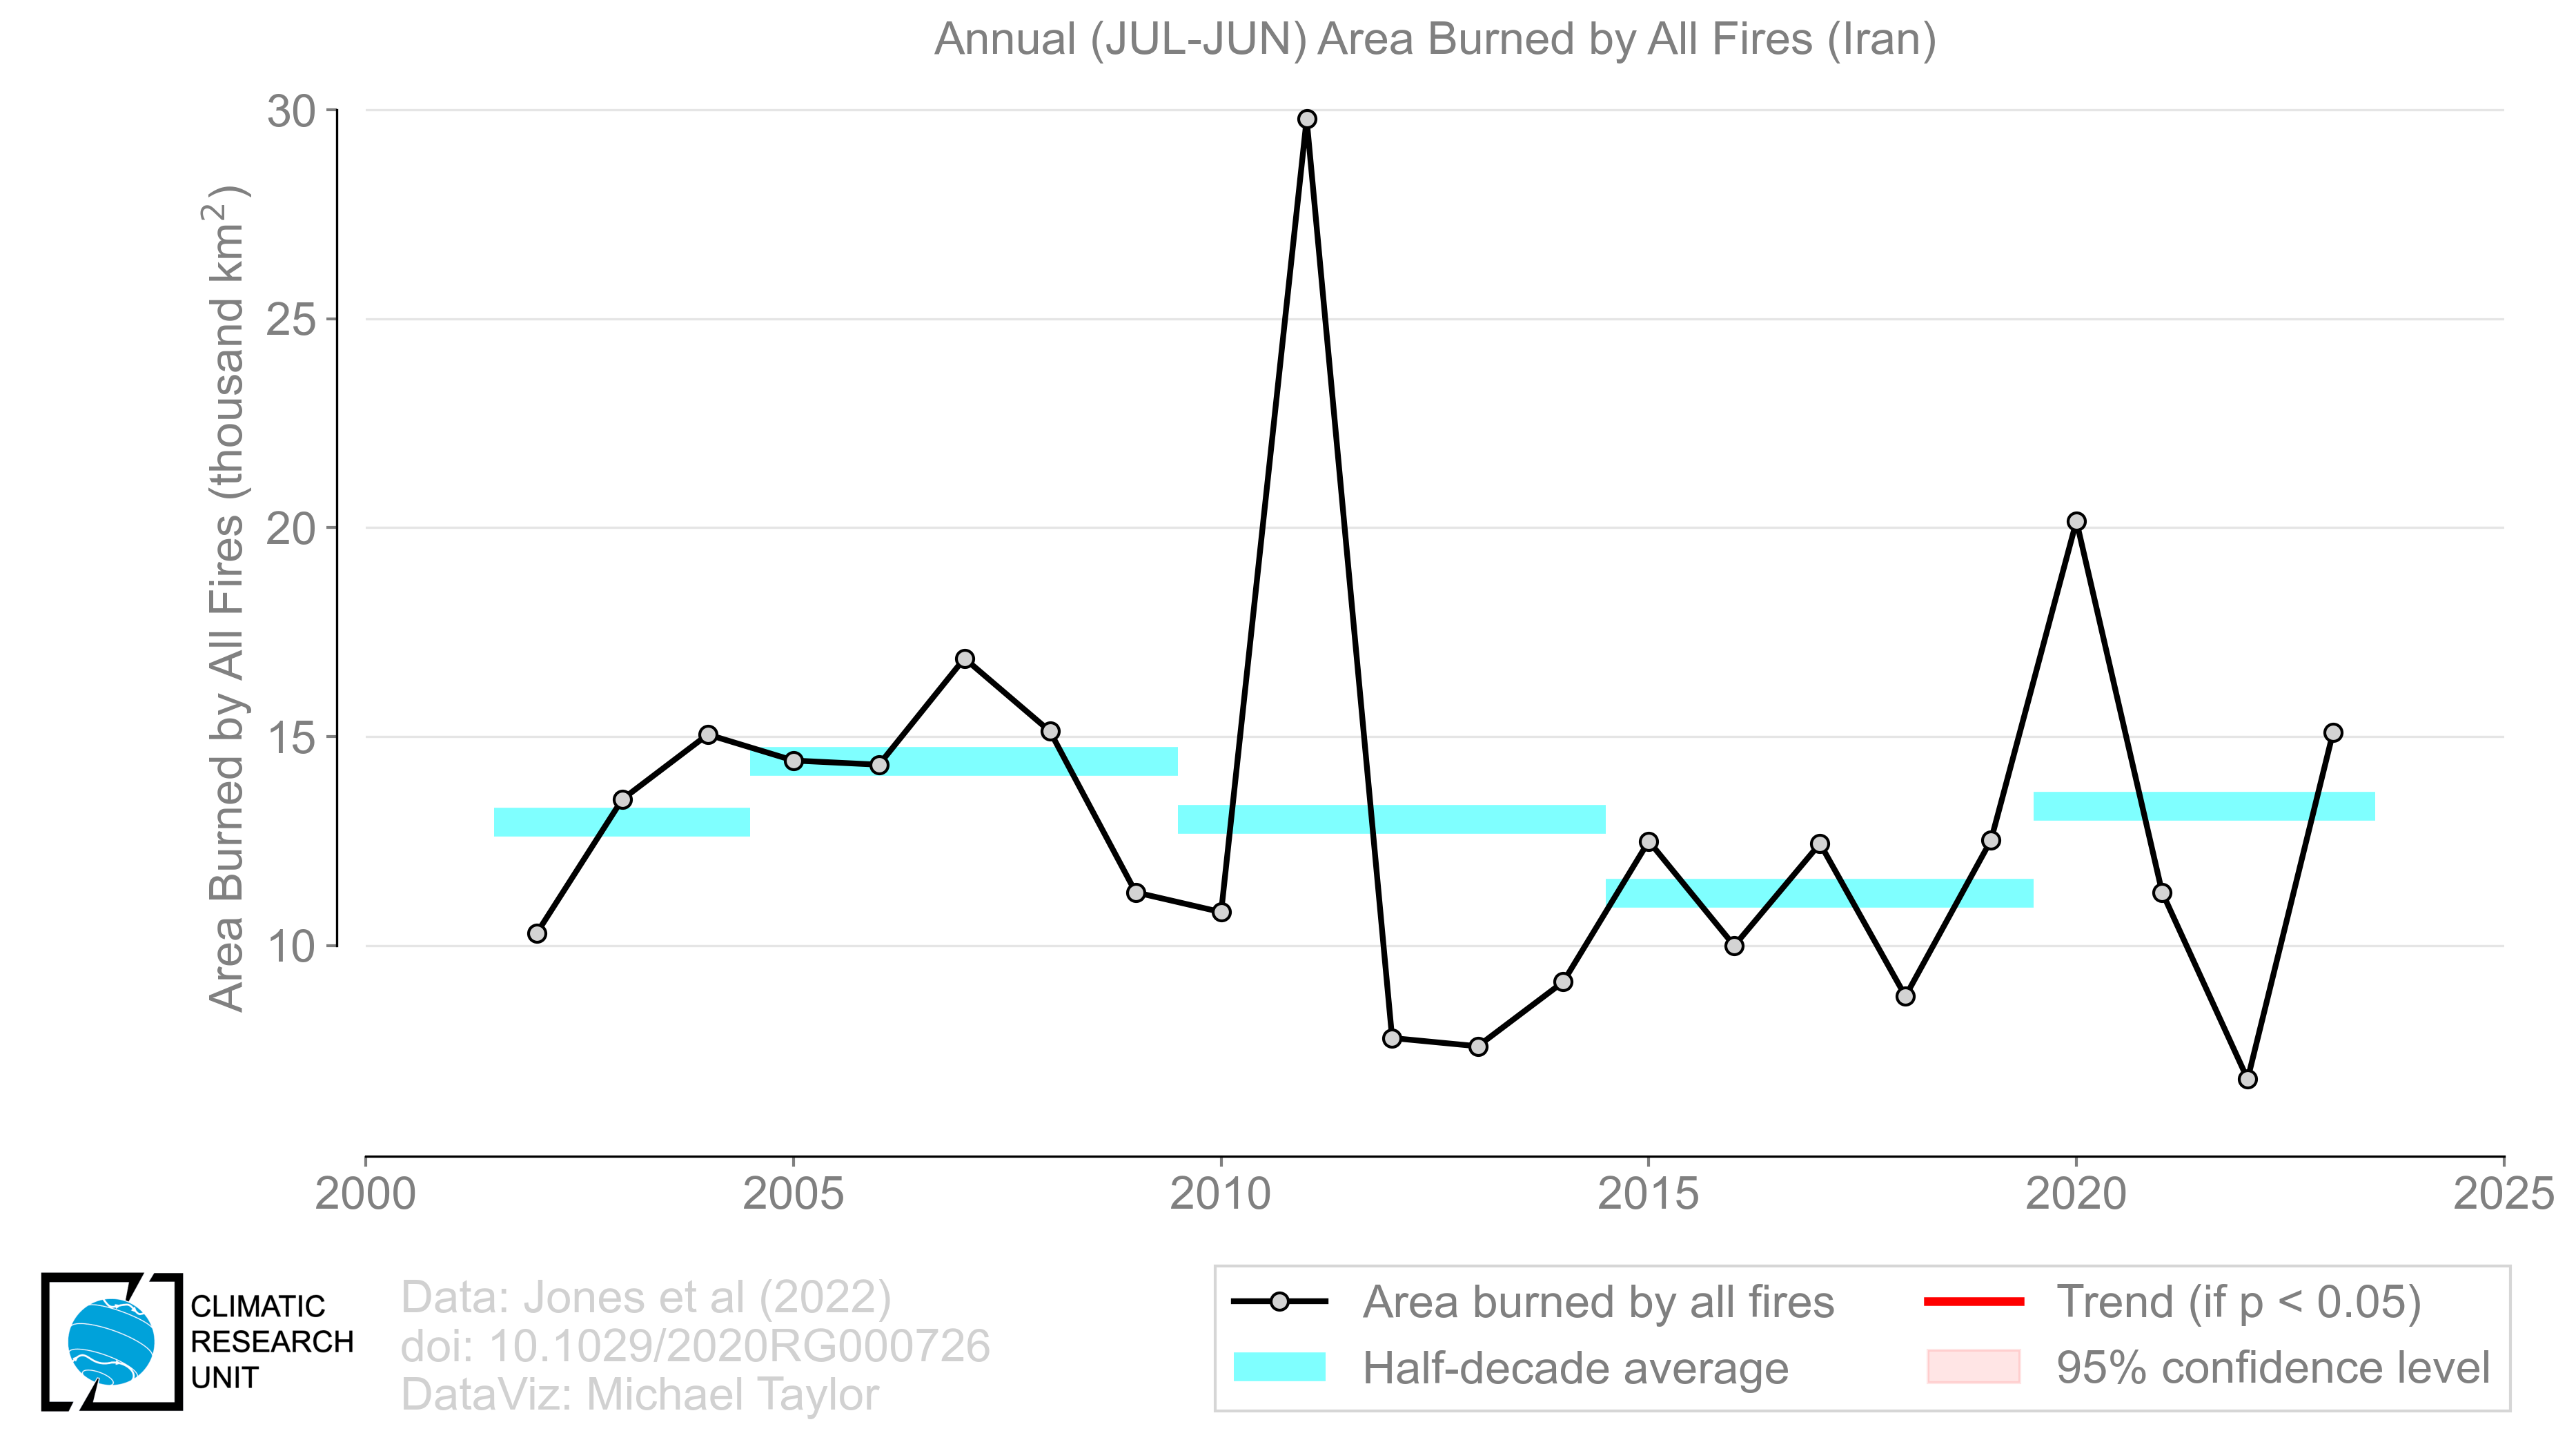 Annual (JUL-JUN) Area Burned by All Fires (Iran)
Area Burned by All Fires (thousand km²)
30
25
20
15
10
2000
2005
2010
2015
2020
2025
CLIMATIC
RESEARCH
UNIT
Data: Jones et al (2022)
doi: 10.1029/2020RG000726
DataViz: Michael Taylor
Area burned by all fires
Half-decade average
Trend (if p < 0.05)
95% confidence level